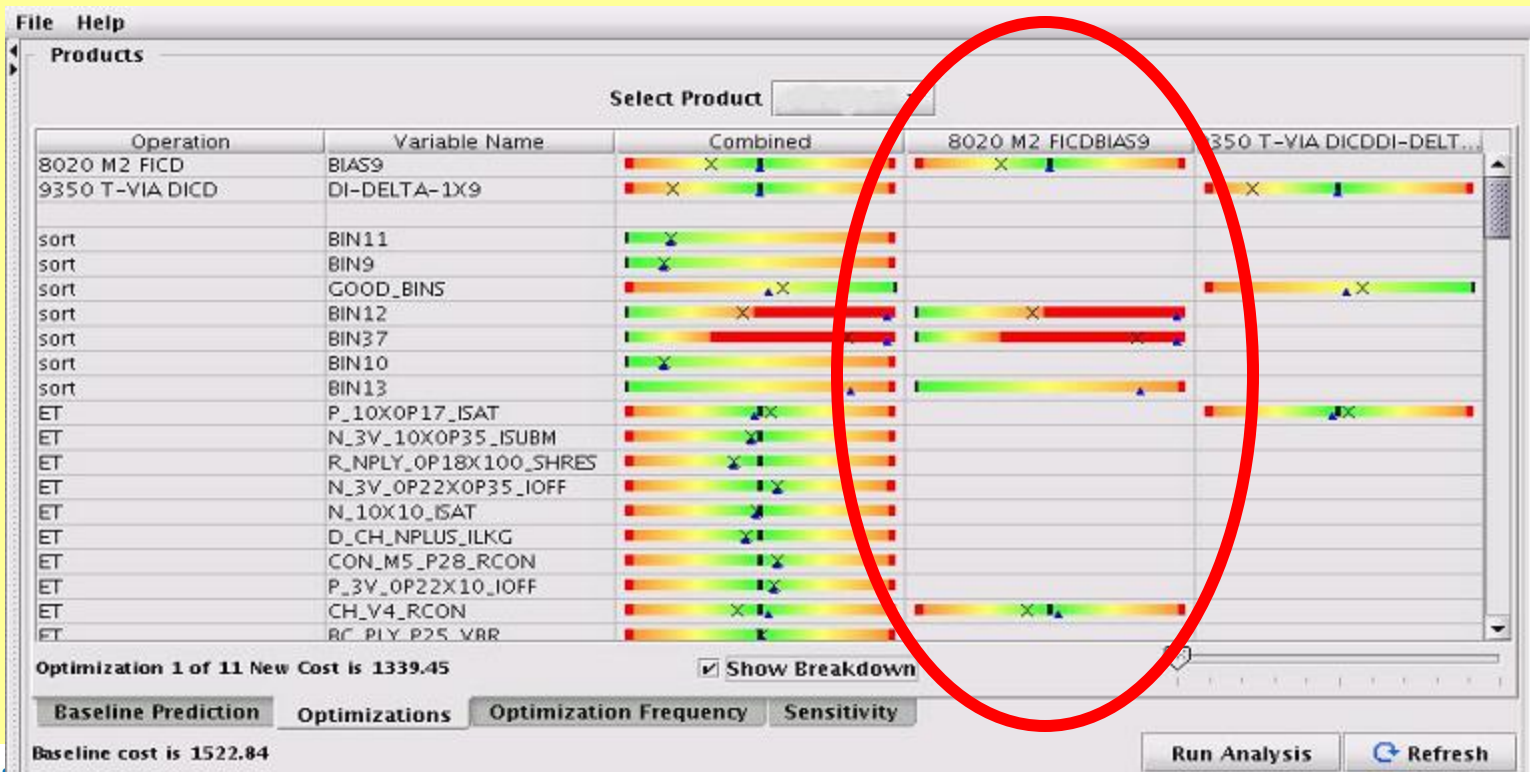 File Help
Products
Select Product
Operation Variable Name Combined 8020 M2 FICDBIAS9 350 T-VIA DICDDI-DELT...
8020 M2 FICD BIAS9
9350 T-VIA DICD DI-DELTA-1X9
sort BIN11
sort BIN9
sort GOOD_BINS
sort BIN12
sort BIN37
sort BIN10
sort BIN13
ET P_10X0P17_ISAT
ET N_3V_10X0P35_ISUBM
ET R_NPLY_0P18X100_SHRES
ET N_3V_0P22X0P35_IOFF
ET N_10X10_ISAT
ET D_CH_NPLUS_ILKG
ET CON_M5_P28_RCON
ET P_3V_0P22X10_IOFF
ET CH_V4_RCON
ET BC_PLY_P25_VBR
Optimization 1 of 11 New Cost is 1339.45 Show Breakdown
Baseline Prediction Optimizations Optimization Frequency Sensitivity
Baseline cost is 1522.84 Run Analysis Refresh